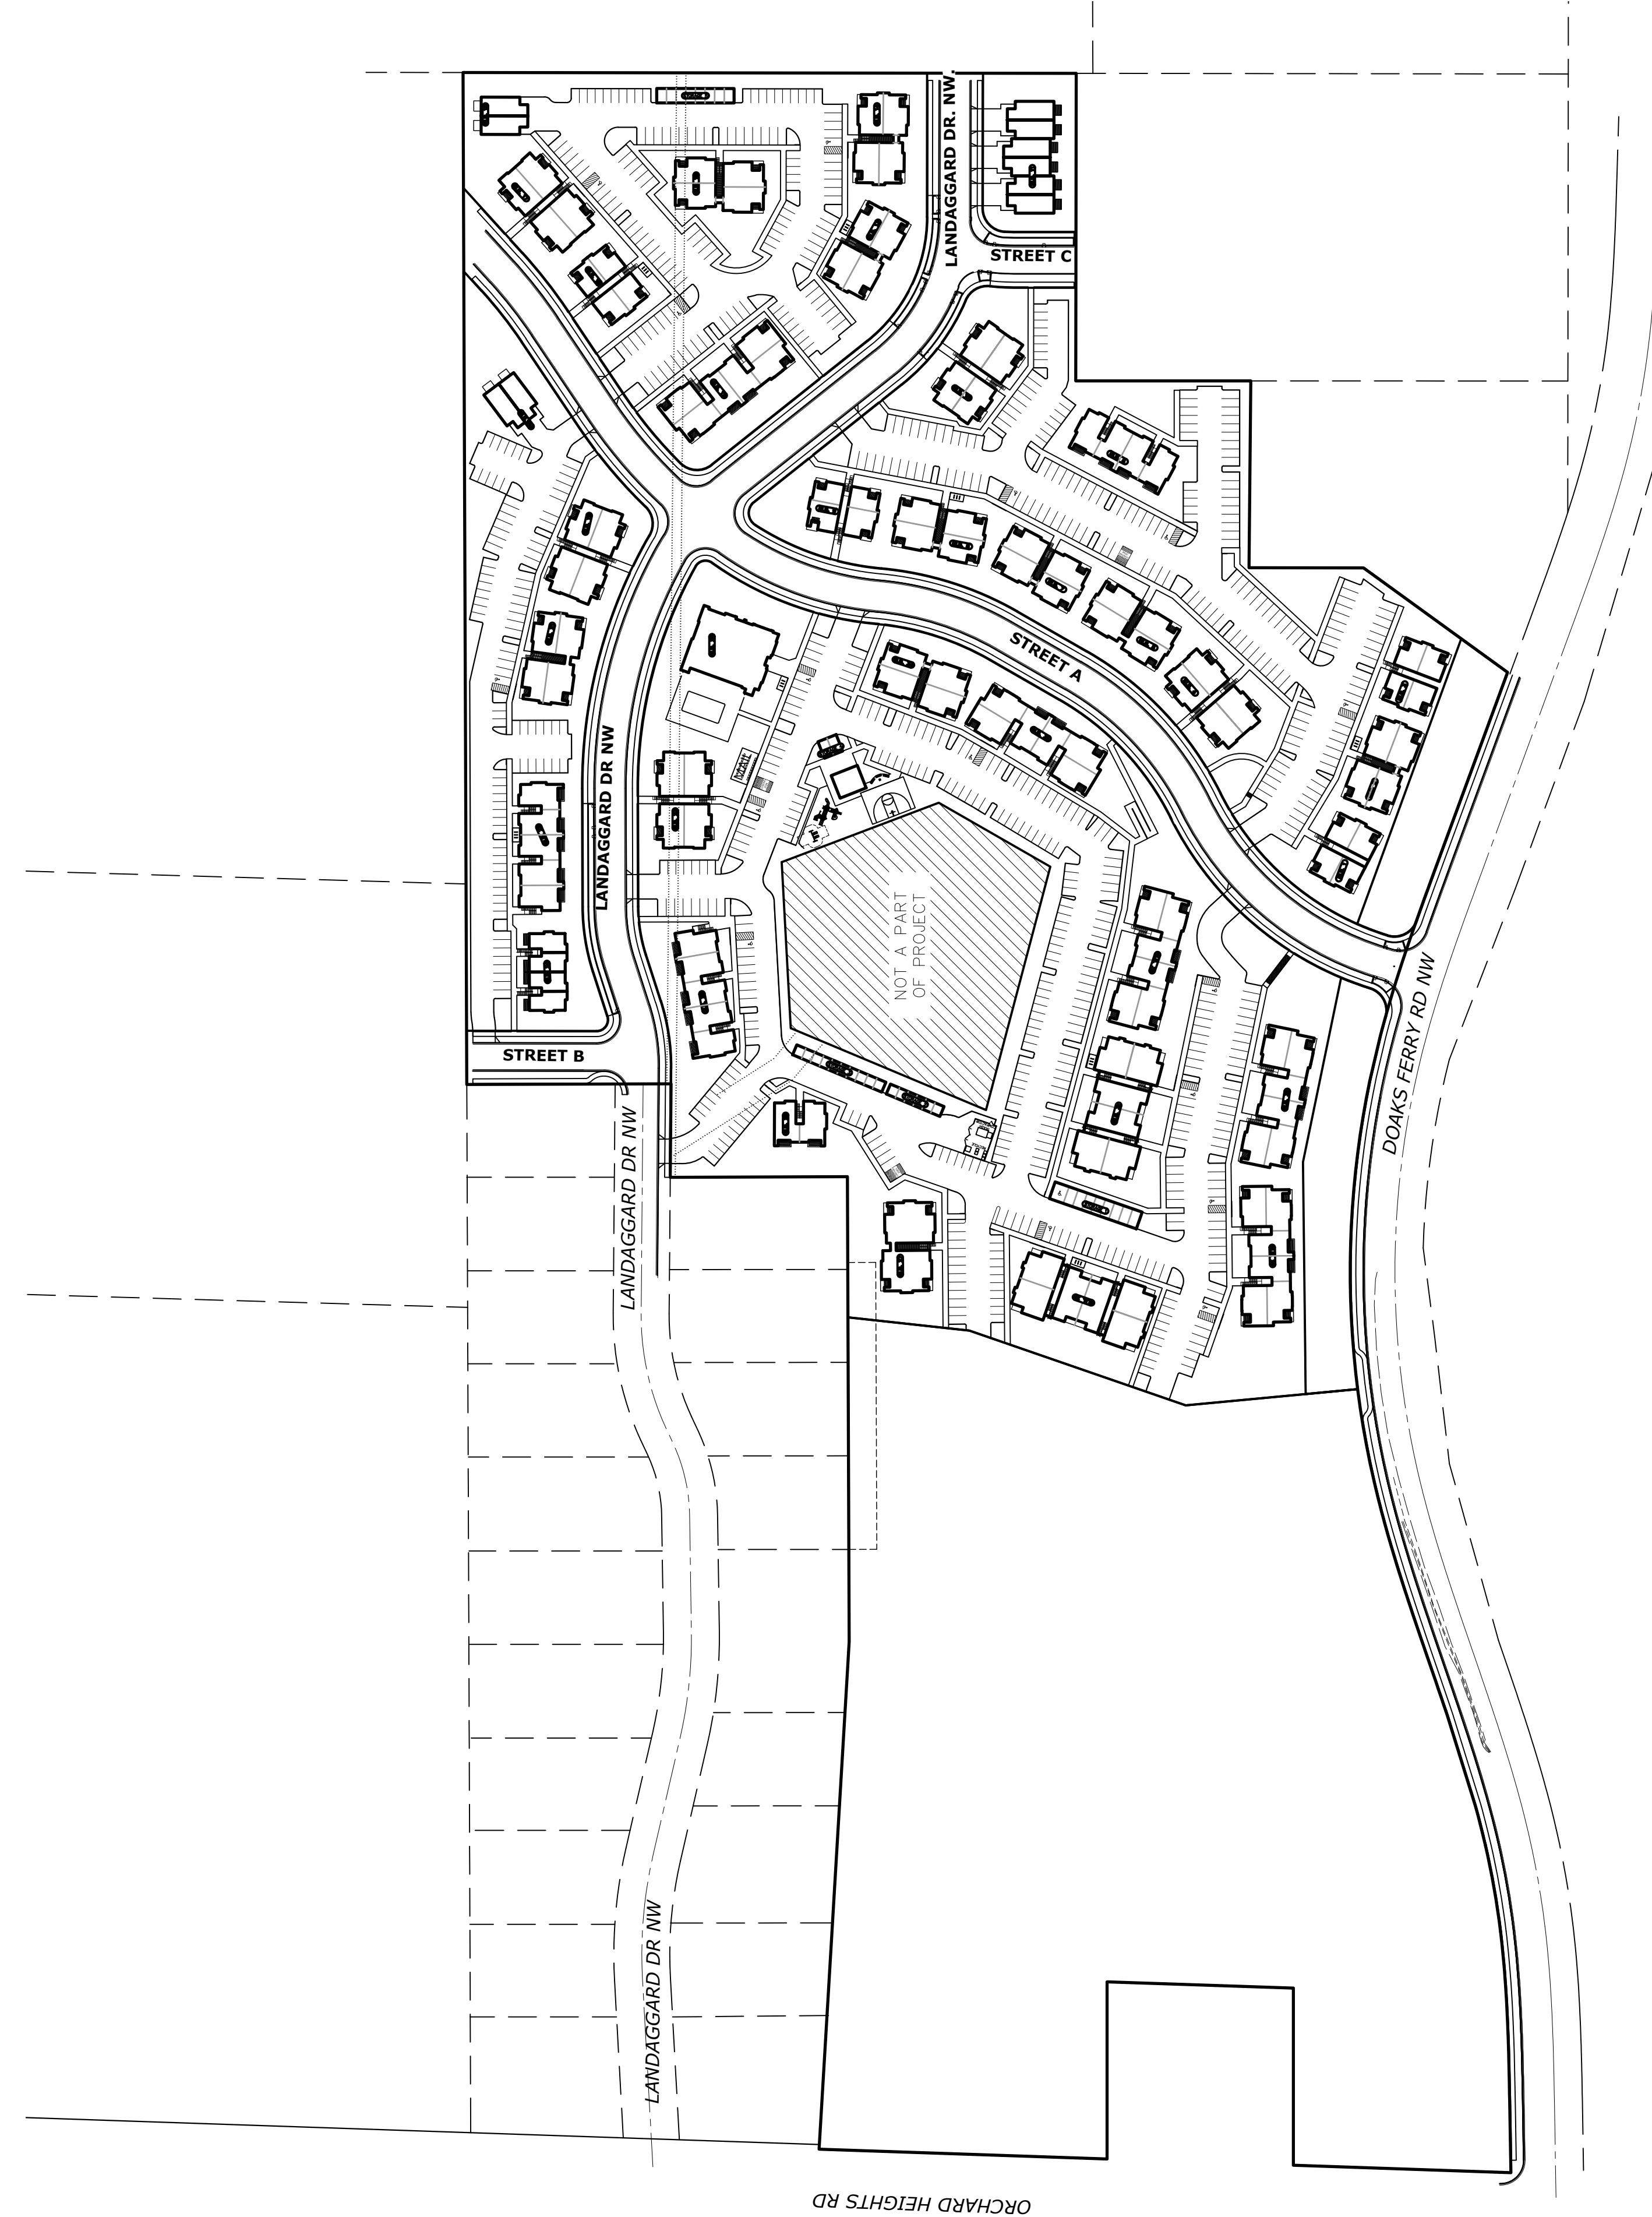 LANDAGGARD DR. NW.
STREET C
STREET A
LANDAGGARD DR NW
NOT A PART
OF PROJECT
STREET B
DOAKS FERRY RD NW
LANDAGGARD DR NW
LANDAGGARD DR NW
ORCHARD HEIGHTS RD